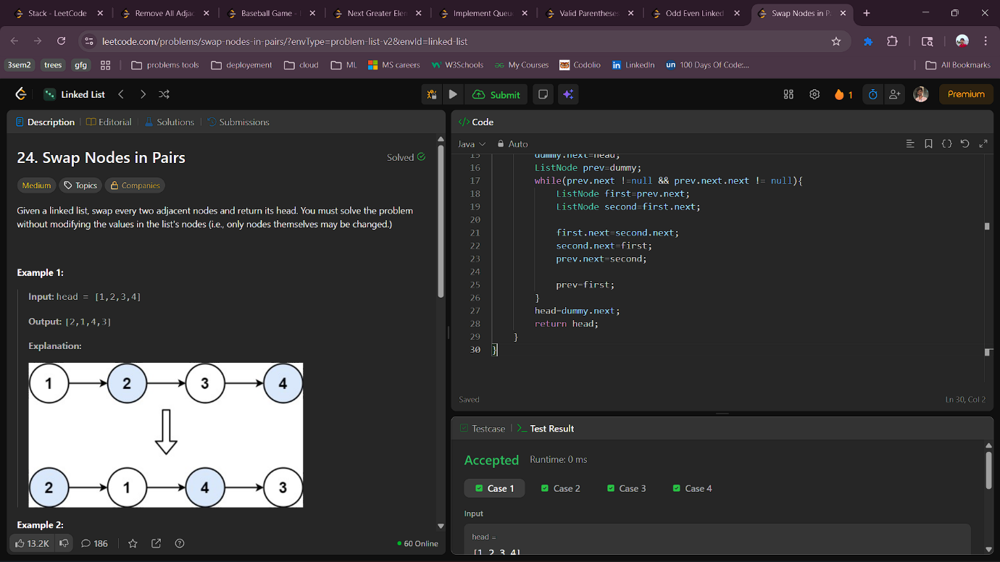 Stack - LeetCode
Remove All Adjac
Baseball Game -
Next Greater Elen
Implement Queu
Valid Parentheses
Odd Even Linked
Swap Nodes in Pa
leetcode.com/problems/swap-nodes-in-pairs/?envType=problem-list-v2&envId=linked-list
3sem2 trees gfg problems tools deployement cloud ML MS careers W3Schools My Courses Codolio LinkedIn 100 Days Of Code:... All Bookmarks
Linked List Submit 1 Premium
Description Editorial Solutions Submissions
24. Swap Nodes in Pairs Solved
Medium Topics Companies
Given a linked list, swap every two adjacent nodes and return its head. You must solve the problem
without modifying the values in the list's nodes (i.e., only nodes themselves may be changed.)
Example 1:
Input: head = [1,2,3,4]
Output: [2,1,4,3]
Explanation:
1 2 3 4
2 1 4 3
Example 2:
13.2K 186 60 Online
Code
Java Auto
15 dummy.next=head;
16 ListNode prev=dummy;
17 while(prev.next !=null && prev.next.next != null){
18 ListNode first=prev.next;
19 ListNode second=first.next;
20
21 first.next=second.next;
22 second.next=first;
23 prev.next=second;
24
25 prev=first;
26 }
27 head=dummy.next;
28 return head;
29 }
30 }
Saved Ln 30, Col 2
Testcase Test Result
Accepted Runtime: 0 ms
Case 1 Case 2 Case 3 Case 4
Input
head =
[1,2,3,4]